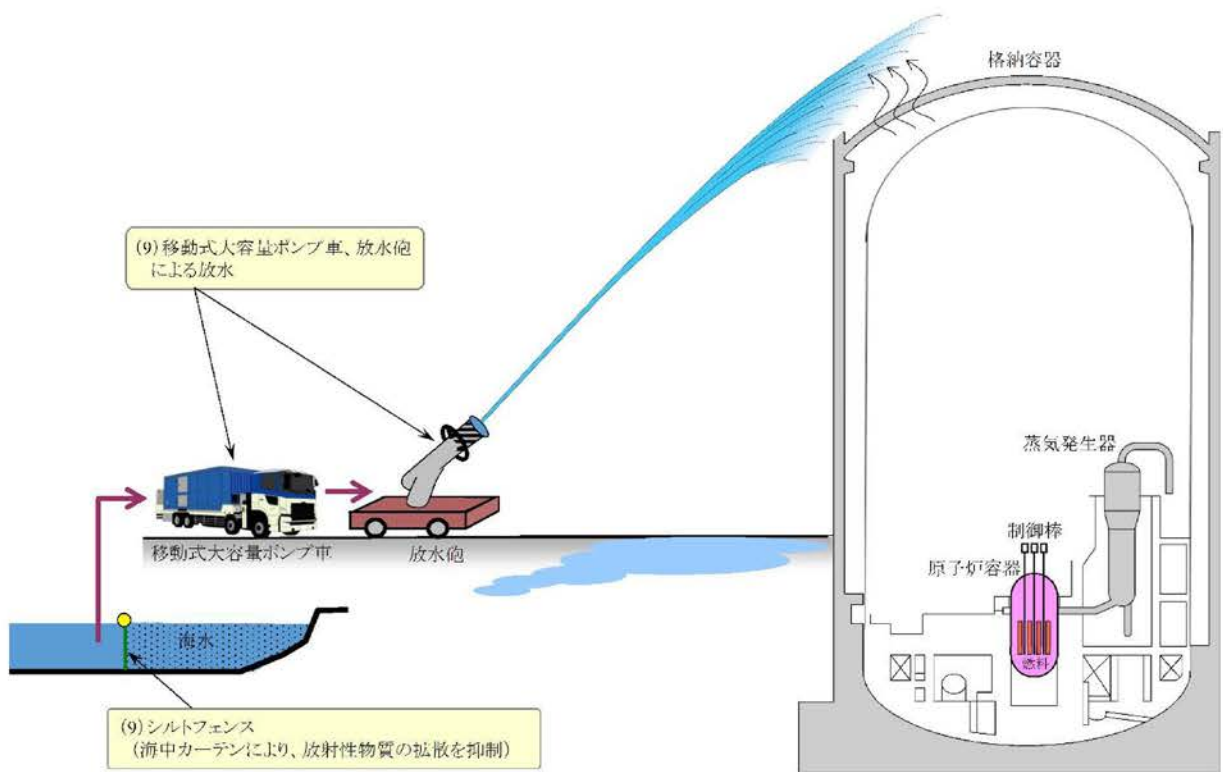 格納容器
(9)移動式大容量ポンプ車、放水砲
による放水
蒸気発生器
制御棒
原子炉容器
移動式大容量ポンプ車
放水砲
燃料
海水
(9)シルトフェンス
(海中カーテンにより、放射性物質の拡散を抑制)